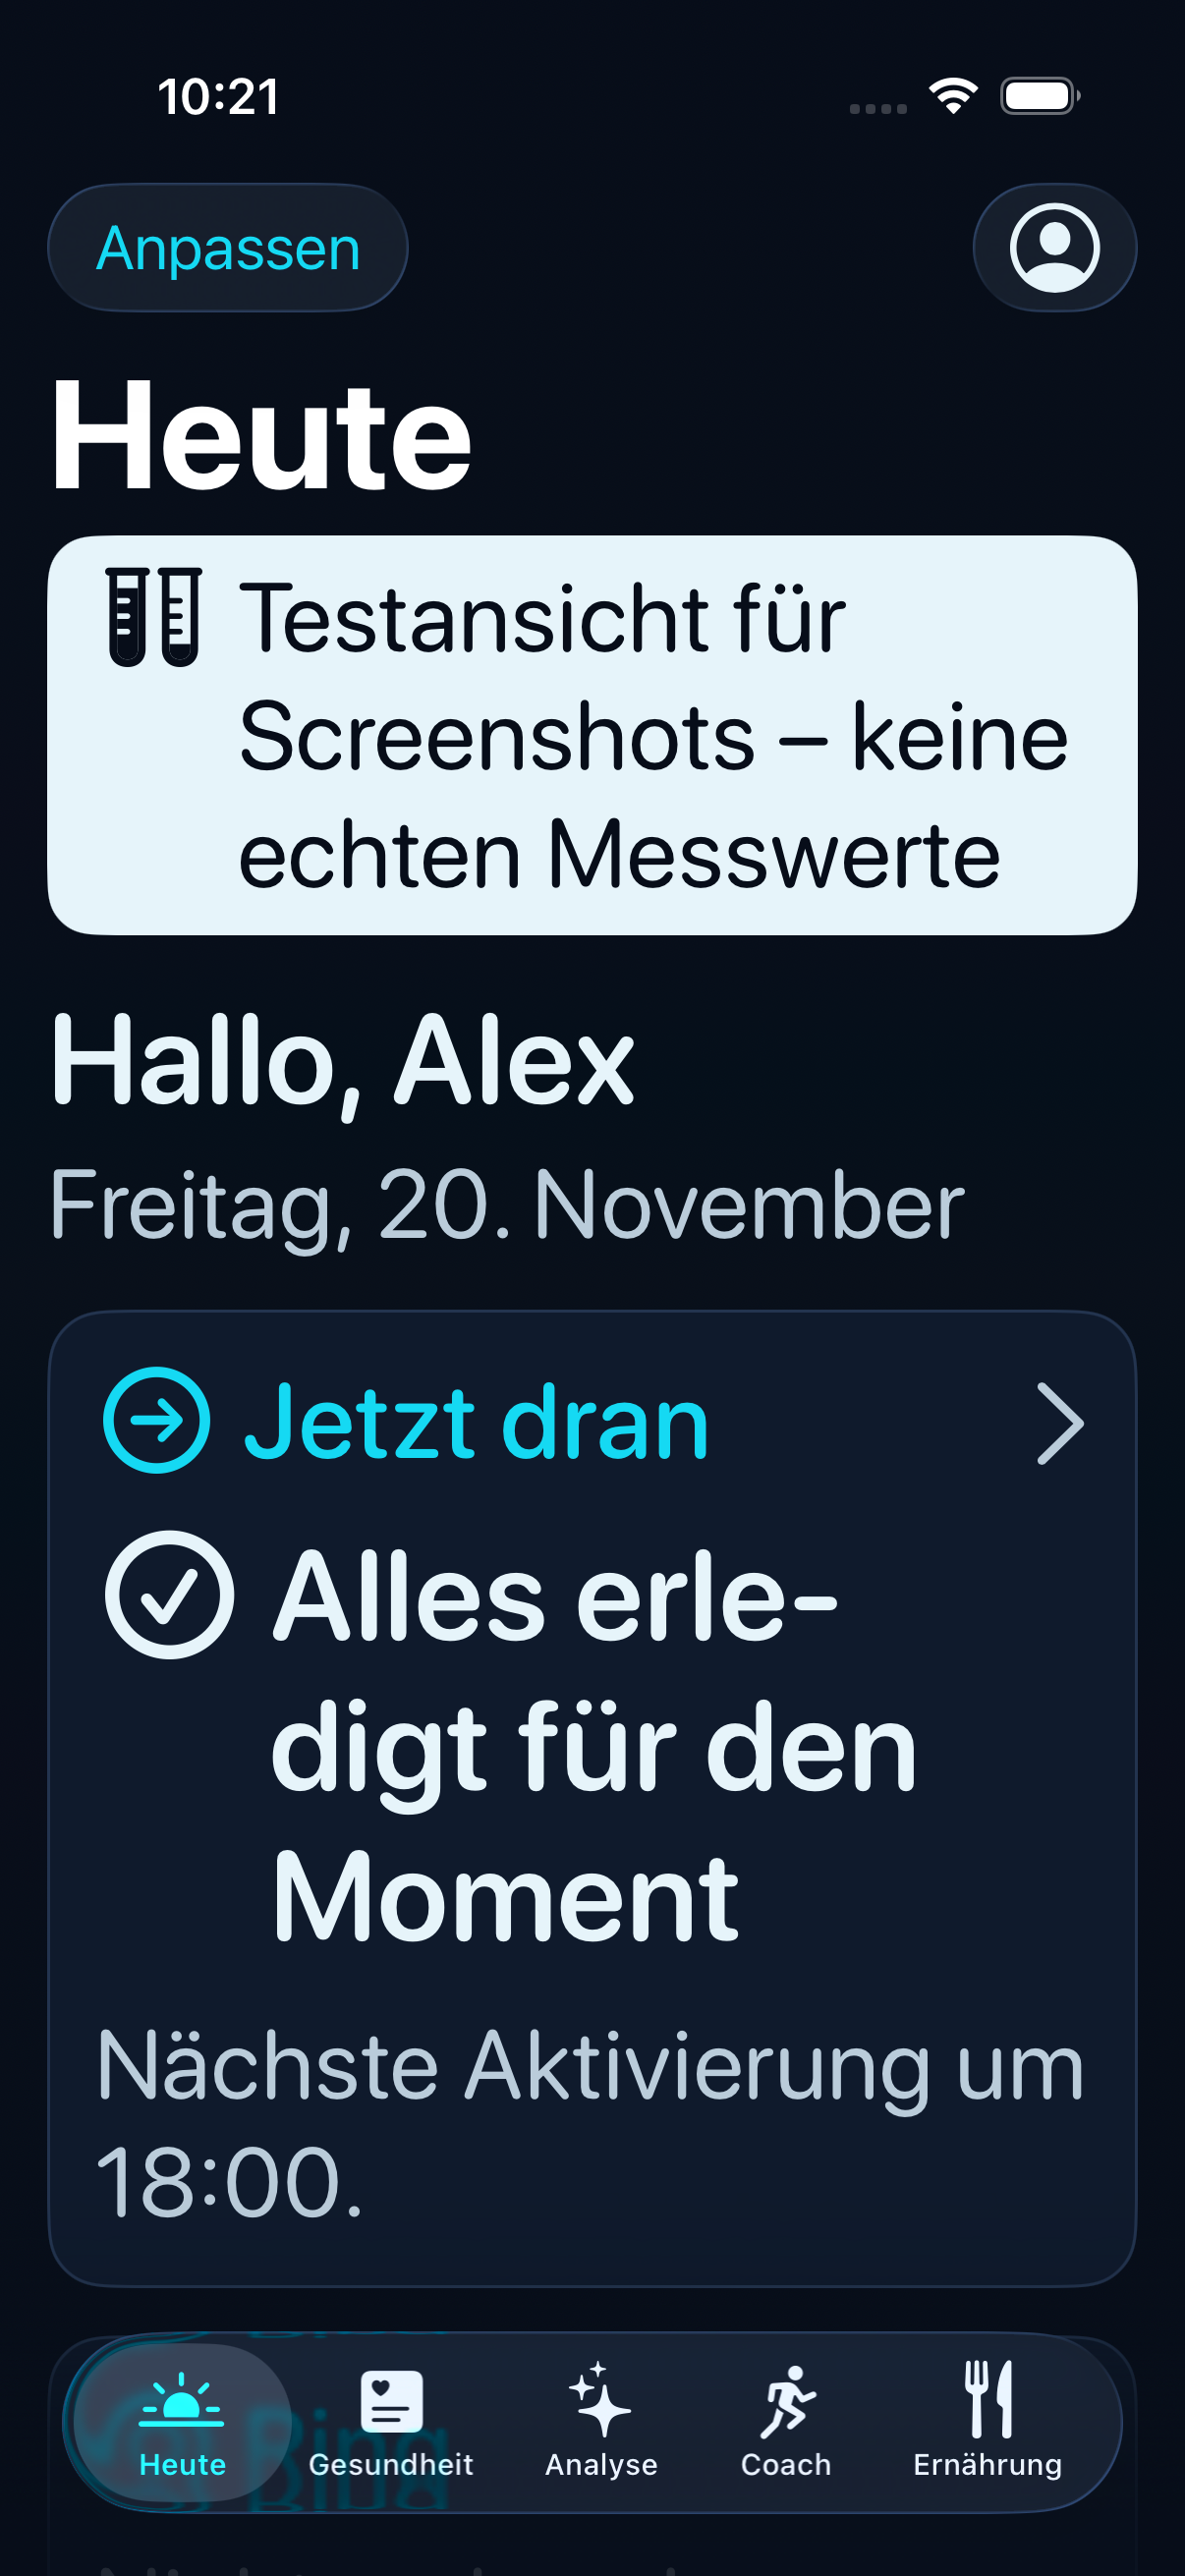 10:21
Anpassen
Heute
Testansicht für
Screenshots – keine
echten Messwerte
Hallo, Alex
Freitag, 20. November
Jetzt dran
Alles erle-
digt für den
Moment
Nächste Aktivierung um
18:00.
Heute
Gesundheit
Analyse
Coach
Ernährung